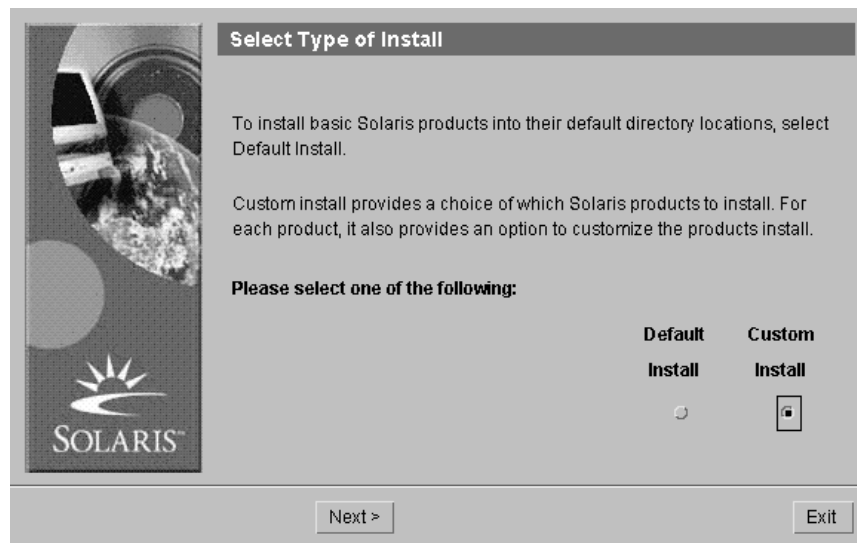 Select Type of Install
To install basic Solaris products into their default directory locations, select
Default Install.
Custom install provides a choice of which Solaris products to install. For
each product, it also provides an option to customize the products install.
Please select one of the following:
Default Custom
Install Install
SOLARIS™
Next >
Exit